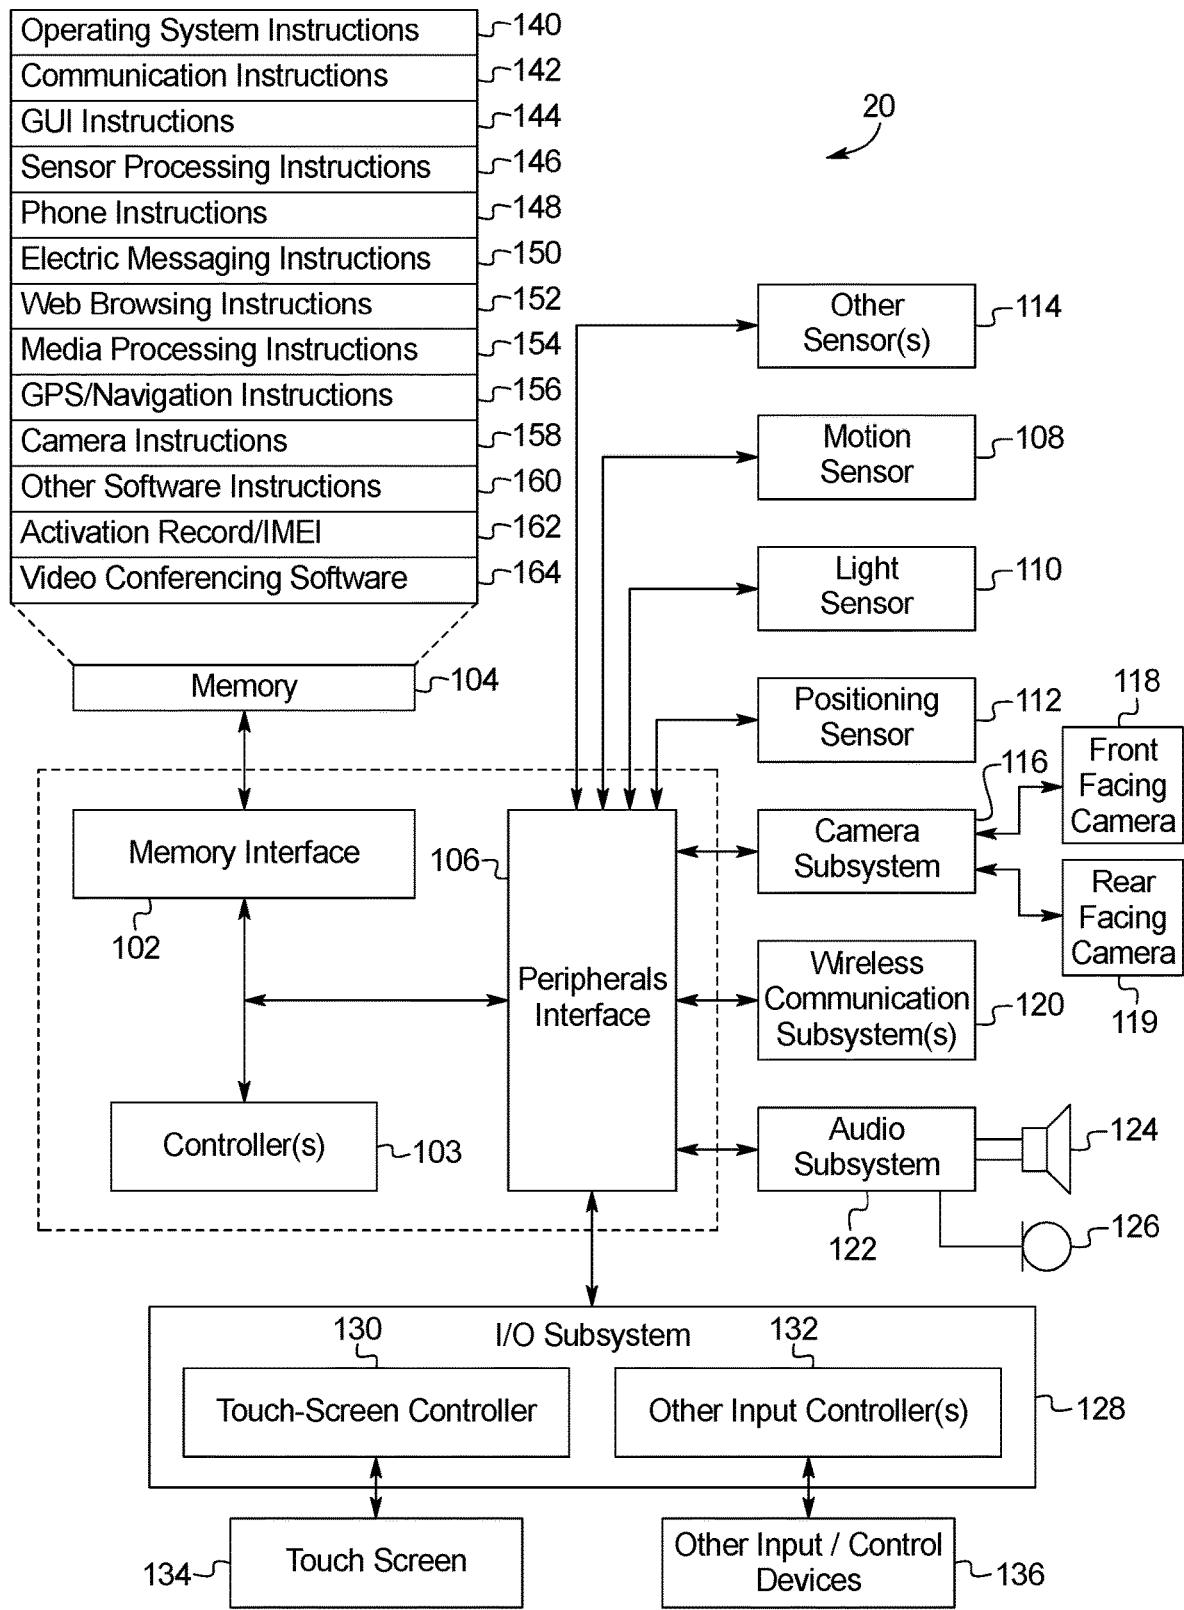 Operating System Instructions 140
Communication Instructions 142
GUI Instructions 144
Sensor Processing Instructions 146
Phone Instructions 148
Electric Messaging Instructions 150
Web Browsing Instructions 152
Media Processing Instructions 154
GPS/Navigation Instructions 156
Camera Instructions 158
Other Software Instructions 160
Activation Record/IMEI 162
Video Conferencing Software 164
Memory 104
20
Other
Sensor(s)
114
Motion
Sensor
108
Light
Sensor
110
Positioning
Sensor
112
Memory Interface
102
Controller(s) 103
106
Peripherals
Interface
Camera
Subsystem
116
118
Front
Facing
Camera
Rear
Facing
Camera
119
Wireless
Communication
Subsystem(s)
120
Audio
Subsystem
122
124
126
I/O Subsystem
128
130
Touch-Screen Controller
132
Other Input Controller(s)
Touch Screen
134
Other Input / Control
Devices
136